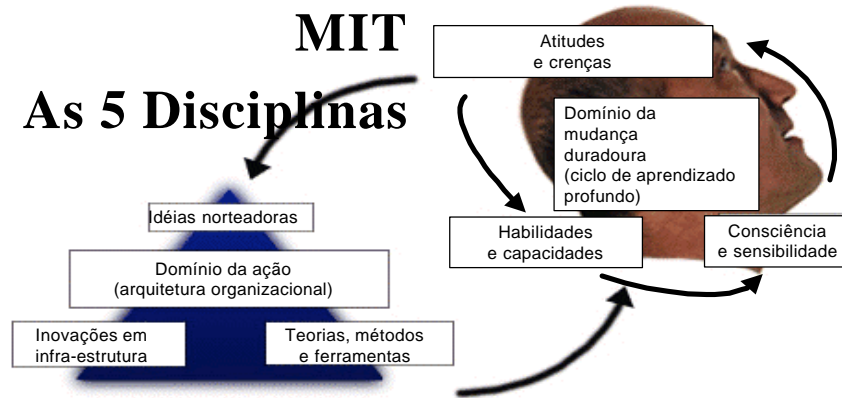 MIT
As 5 Disciplinas
Atitudes
e crenças
Domínio da
mudança
duradoura
(ciclo de aprendizado
profundo)
Habilidades
e capacidades
Consciência
e sensibilidade
Idéias norteadoras
Domínio da ação
(arquitetura organizacional)
Inovações em
infra-estrutura
Teorias, métodos
e ferramentas